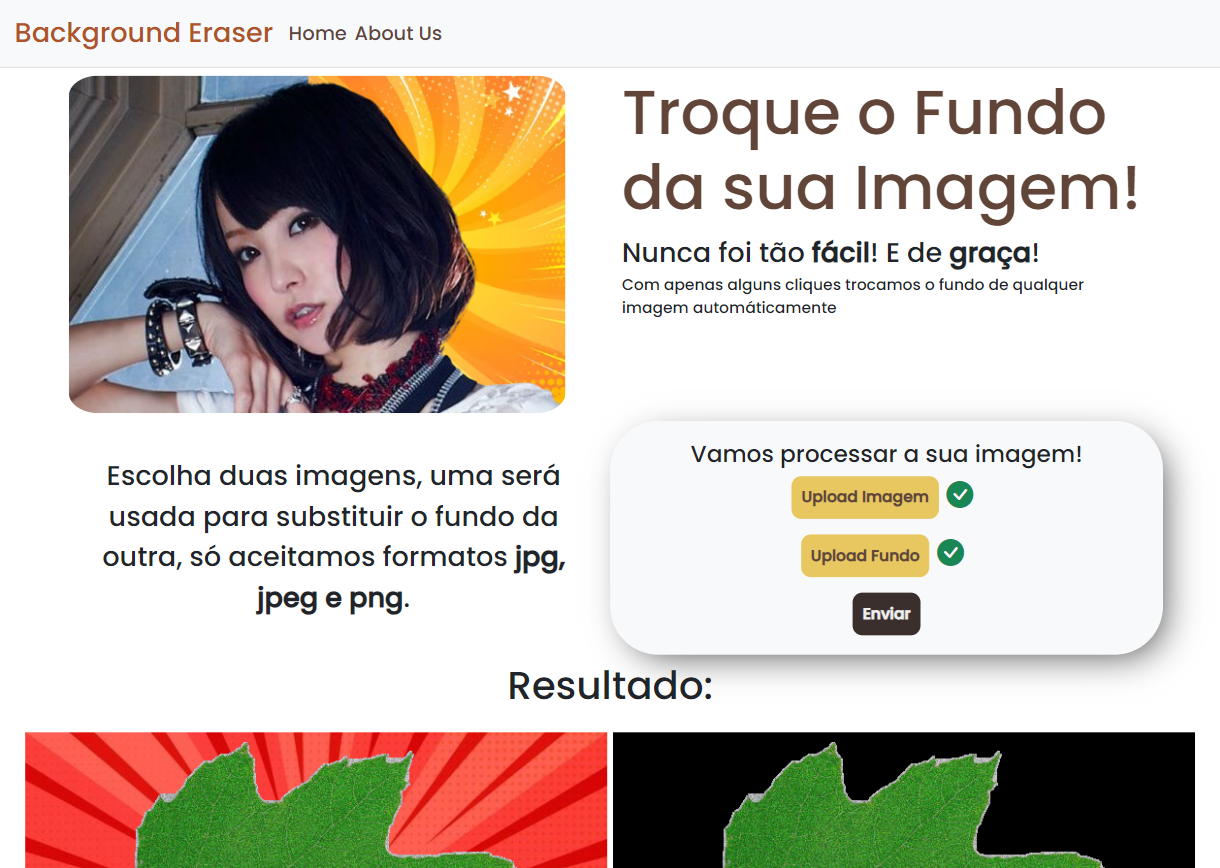 Background Eraser Home About Us
Troque o Fundo
da sua Imagem!
Nunca foi tão fácil! E de graça!
Com apenas alguns cliques trocamos o fundo de qualquer
imagem automáticamente
Escolha duas imagens, uma será
usada para substituir o fundo da
outra, só aceitamos formatos jpg,
jpeg e png.
Vamos processar a sua imagem!
Upload Imagem
Upload Fundo
Enviar
Resultado: